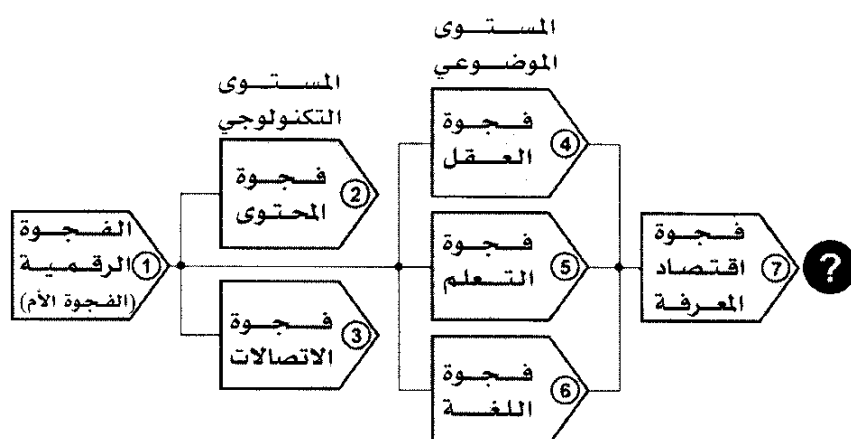 المستوى
الموضوعي
المستوى
التكنولوجي
الفجوة
الرقمية
(الفجوة الأم)
1
فجوة
المحتوى
2
فجوة
الاتصالات
3
فجوة
العقل
4
فجوة
التعلم
5
فجوة
اللغة
6
فجوة
اقتصاد
المعرفة
7
?